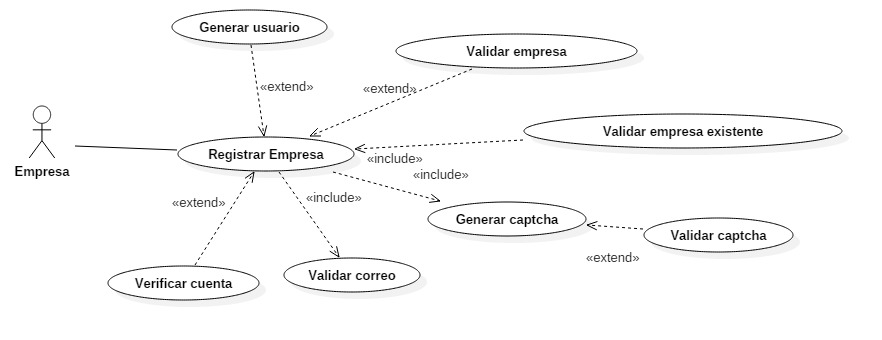 Generar usuario
Validar empresa
«extend»
«extend»
Validar empresa existente
Registrar Empresa
«include»
Empresa
«include»
«include»
«extend»
Generar captcha
Validar captcha
«extend»
Validar correo
Verificar cuenta